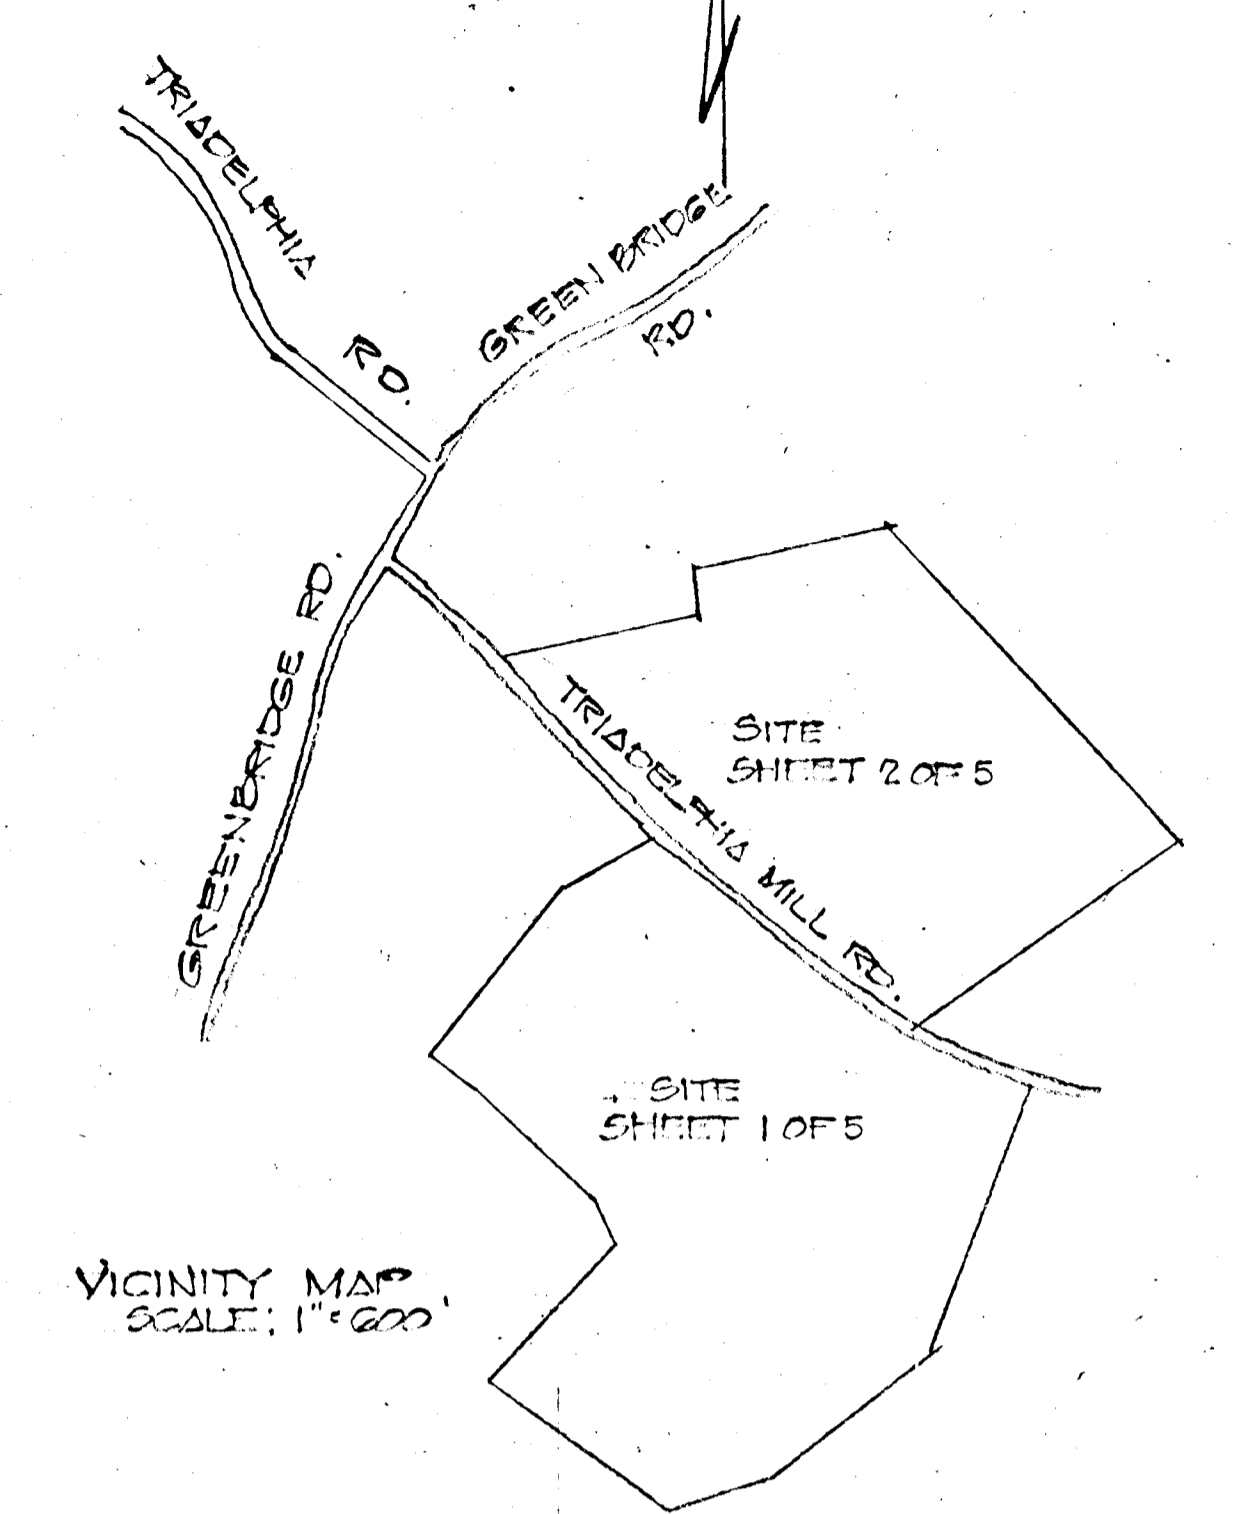 TRIADELPHIA
RD.
GREEN BRIDGE
RD.
GREENBRIDGE RD.
TRIADELPHIA MILL RD.
SITE
SHEET 2 OF 5
SITE
SHEET 1 OF 5
VICINITY MAP
SCALE: 1"=600'